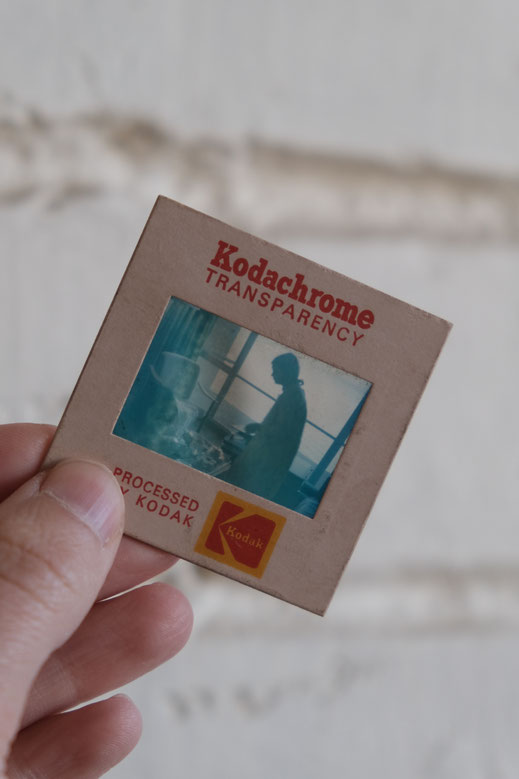 Kodachrome
TRANSPARENCY
PROCESSED
Y KODAK
Kodak